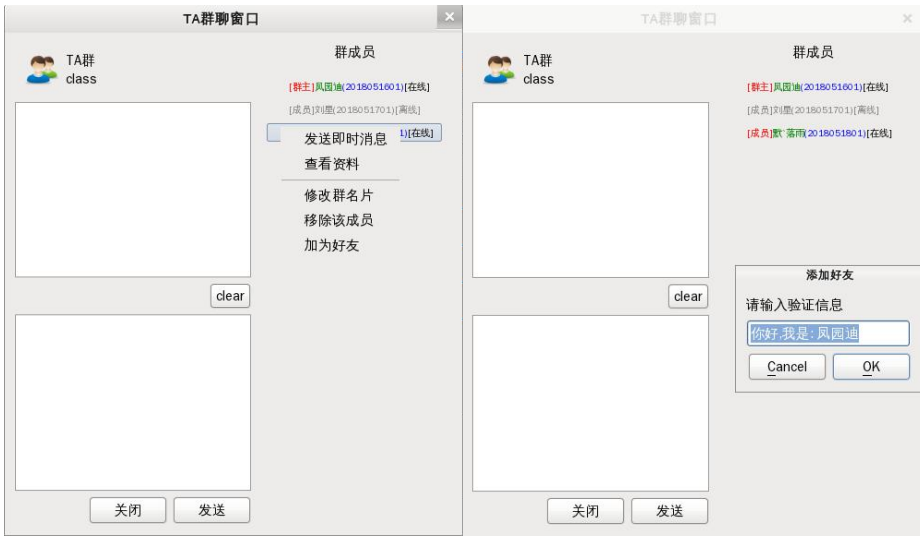 TA群聊窗口
TA群
class
群成员
[群主]凤园迪(2018051601)[在线]
[成员]刘星(2018051701)[离线]
1)[在线]
发送即时消息
查看资料
修改群名片
移除该成员
加为好友
clear
关闭
发送
TA群聊窗口
TA群
class
群成员
[群主]凤园迪(2018051601)[在线]
[成员]刘星(2018051701)[离线]
[成员]默`落雨(2018051801)[在线]
clear
添加好友
请输入验证信息
你好,我是:凤园迪
Cancel
OK
关闭
发送